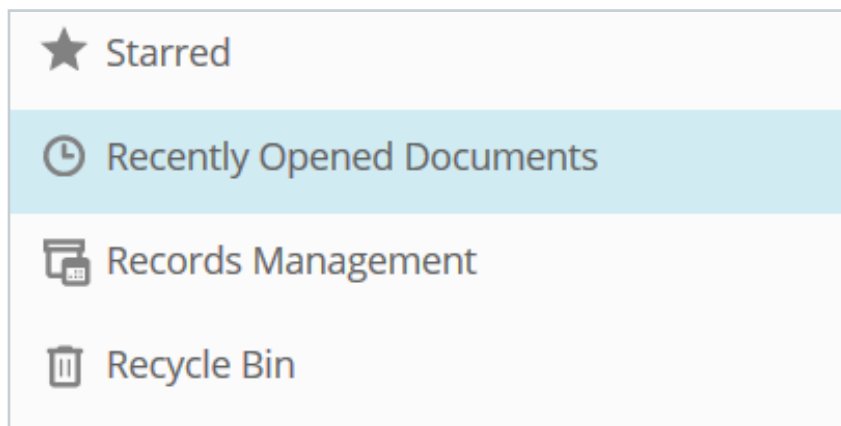 Starred
Recently Opened Documents
Records Management
Recycle Bin